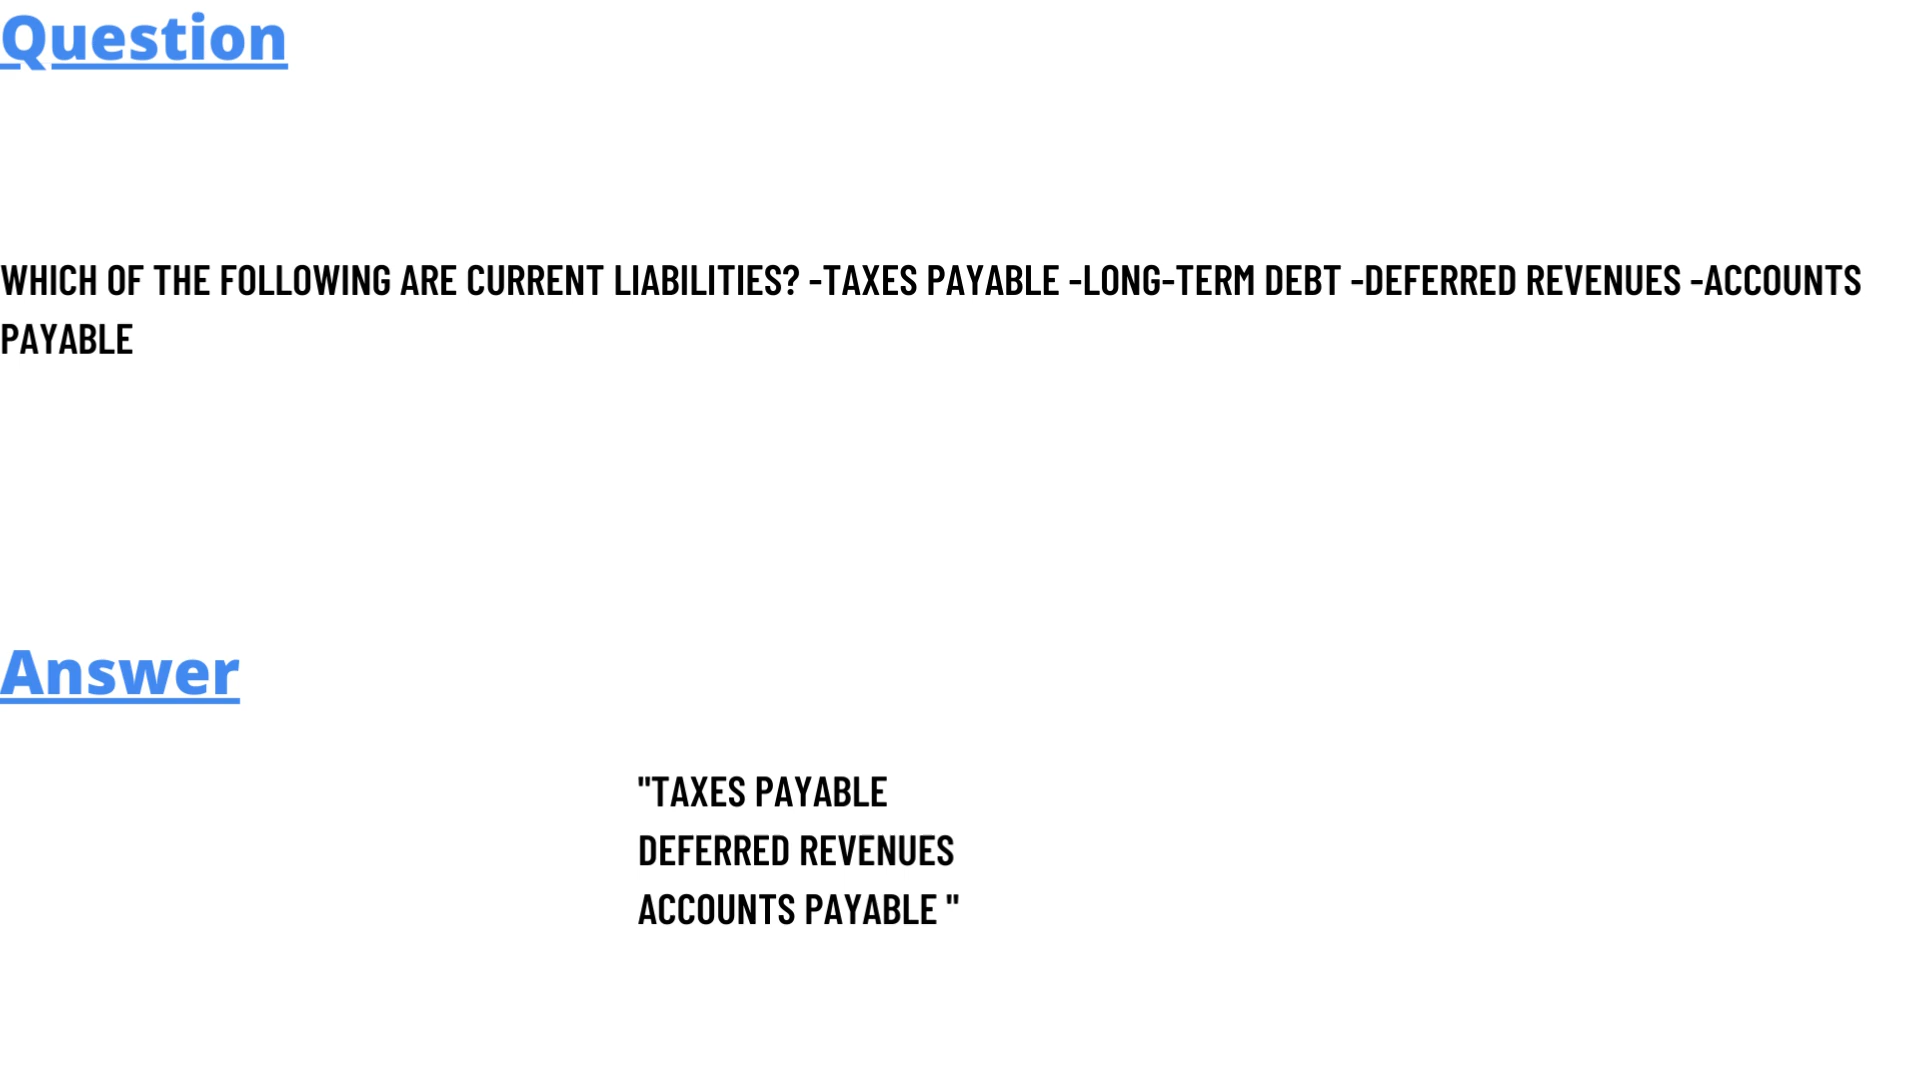 Question
WHICH OF THE FOLLOWING ARE CURRENT LIABILITIES? -TAXES PAYABLE -LONG-TERM DEBT -DEFERRED REVENUES -ACCOUNTS
PAYABLE
Answer
"TAXES PAYABLE
DEFERRED REVENUES
ACCOUNTS PAYABLE "